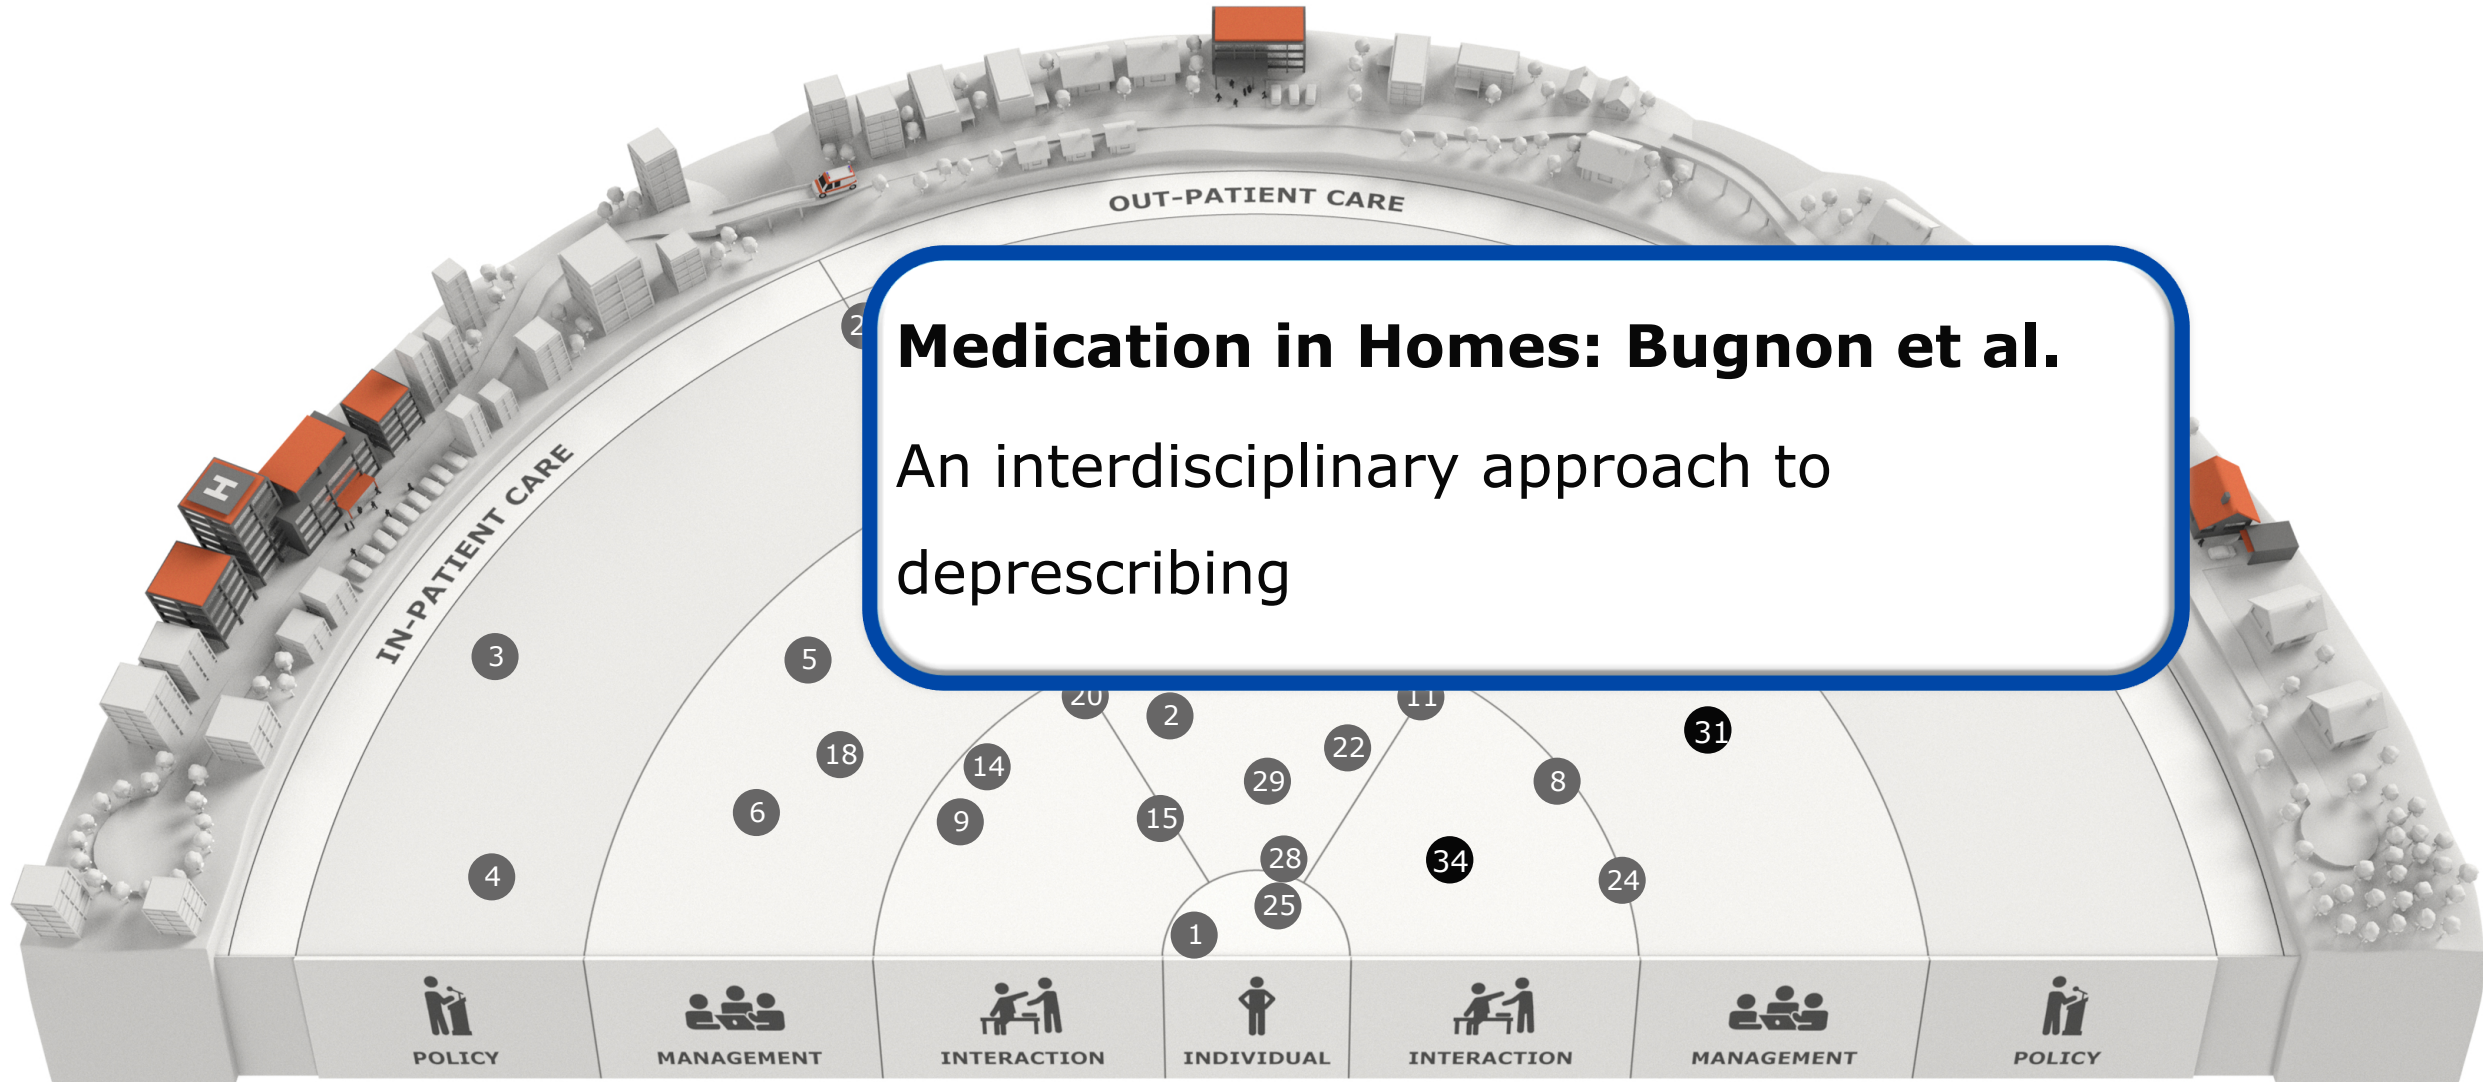 OUT-PATIENT CARE
Medication in Homes: Bugnon et al.
An interdisciplinary approach to
deprescribing
H
IN-PATIENT CARE
3
5
20
2
11
31
18
14
22
29
8
6
9
15
34
28
4
24
25
1
POLICY
MANAGEMENT
INTERACTION
INDIVIDUAL
INTERACTION
MANAGEMENT
POLICY